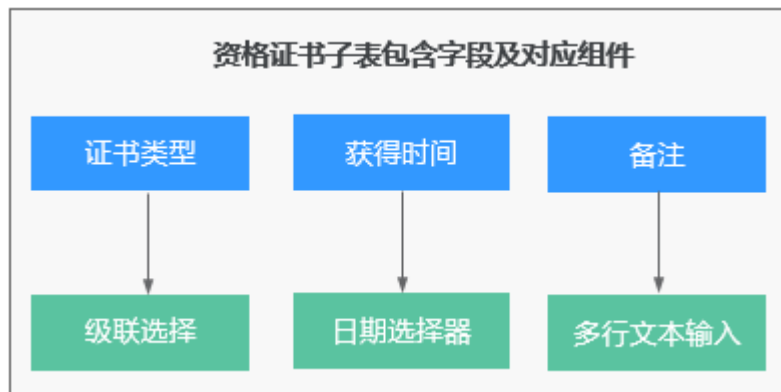 资格证书子表包含字段及对应组件
证书类型
获得时间
备注
级联选择
日期选择器
多行文本输入